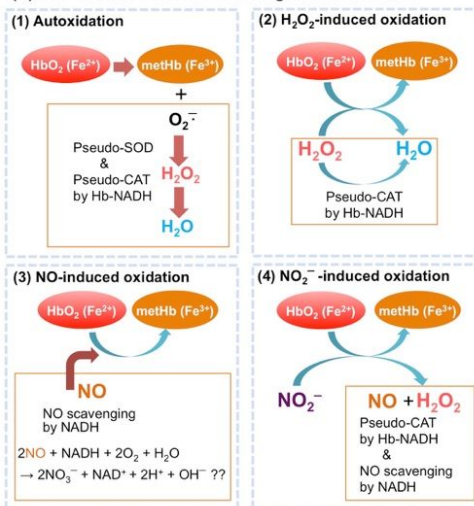 (1) Autoxidation
HbO₂ (Fe²⁺)
metHb (Fe³⁺)
+
O₂⁻̇
Pseudo-SOD
&
Pseudo-CAT
by Hb-NADH
H₂O₂
H₂O
(2) H₂O₂-induced oxidation
HbO₂ (Fe²⁺)
metHb (Fe³⁺)
H₂O₂
H₂O
Pseudo-CAT
by Hb-NADH
(3) NO-induced oxidation
HbO₂ (Fe²⁺)
metHb (Fe³⁺)
NO
NO scavenging
by NADH
2NO + NADH + 2O₂ + H₂O
→ 2NO₃⁻ + NAD⁺ + 2H⁺ + OH⁻ ??
(4) NO₂⁻ -induced oxidation
HbO₂ (Fe²⁺)
metHb (Fe³⁺)
NO₂⁻
NO + H₂O₂
Pseudo-CAT
by Hb-NADH
&
NO scavenging
by NADH